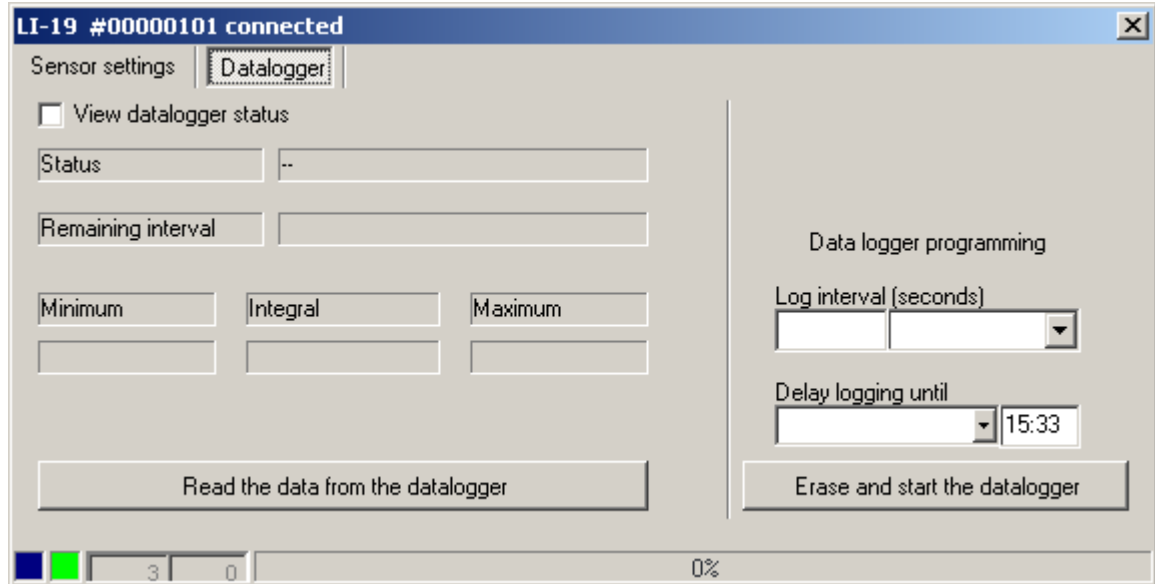 LI-19 #00000101 connected
Sensor settings Datalogger
View datalogger status
Status --
Remaining interval
Minimum Integral Maximum
Read the data from the datalogger
Data logger programming
Log interval (seconds)
Delay logging until
15:33
Erase and start the datalogger
3 0 0%